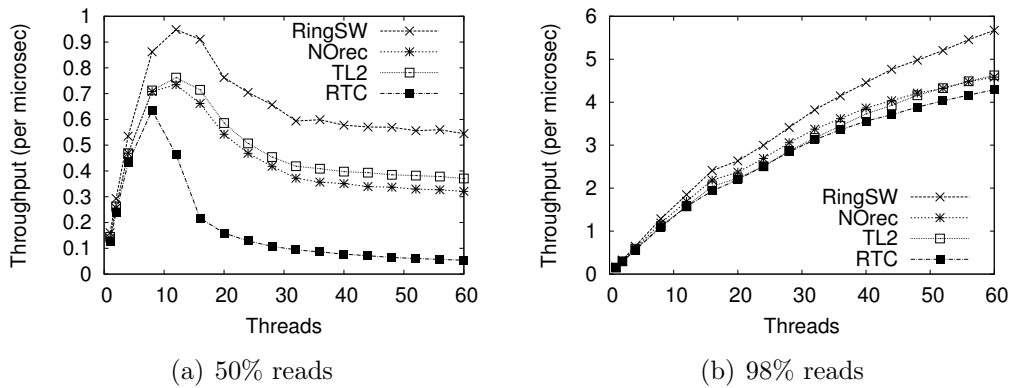 1
0.9
0.8
0.7
0.6
0.5
0.4
0.3
0.2
0.1
0
Throughput (per microsec)
RingSW
NOrec
TL2
RTC
0 10 20 30 40 50 60
Threads
(a) 50% reads
6
5
4
3
2
1
0
Throughput (per microsec)
RingSW
NOrec
TL2
RTC
0 10 20 30 40 50 60
Threads
(b) 98% reads